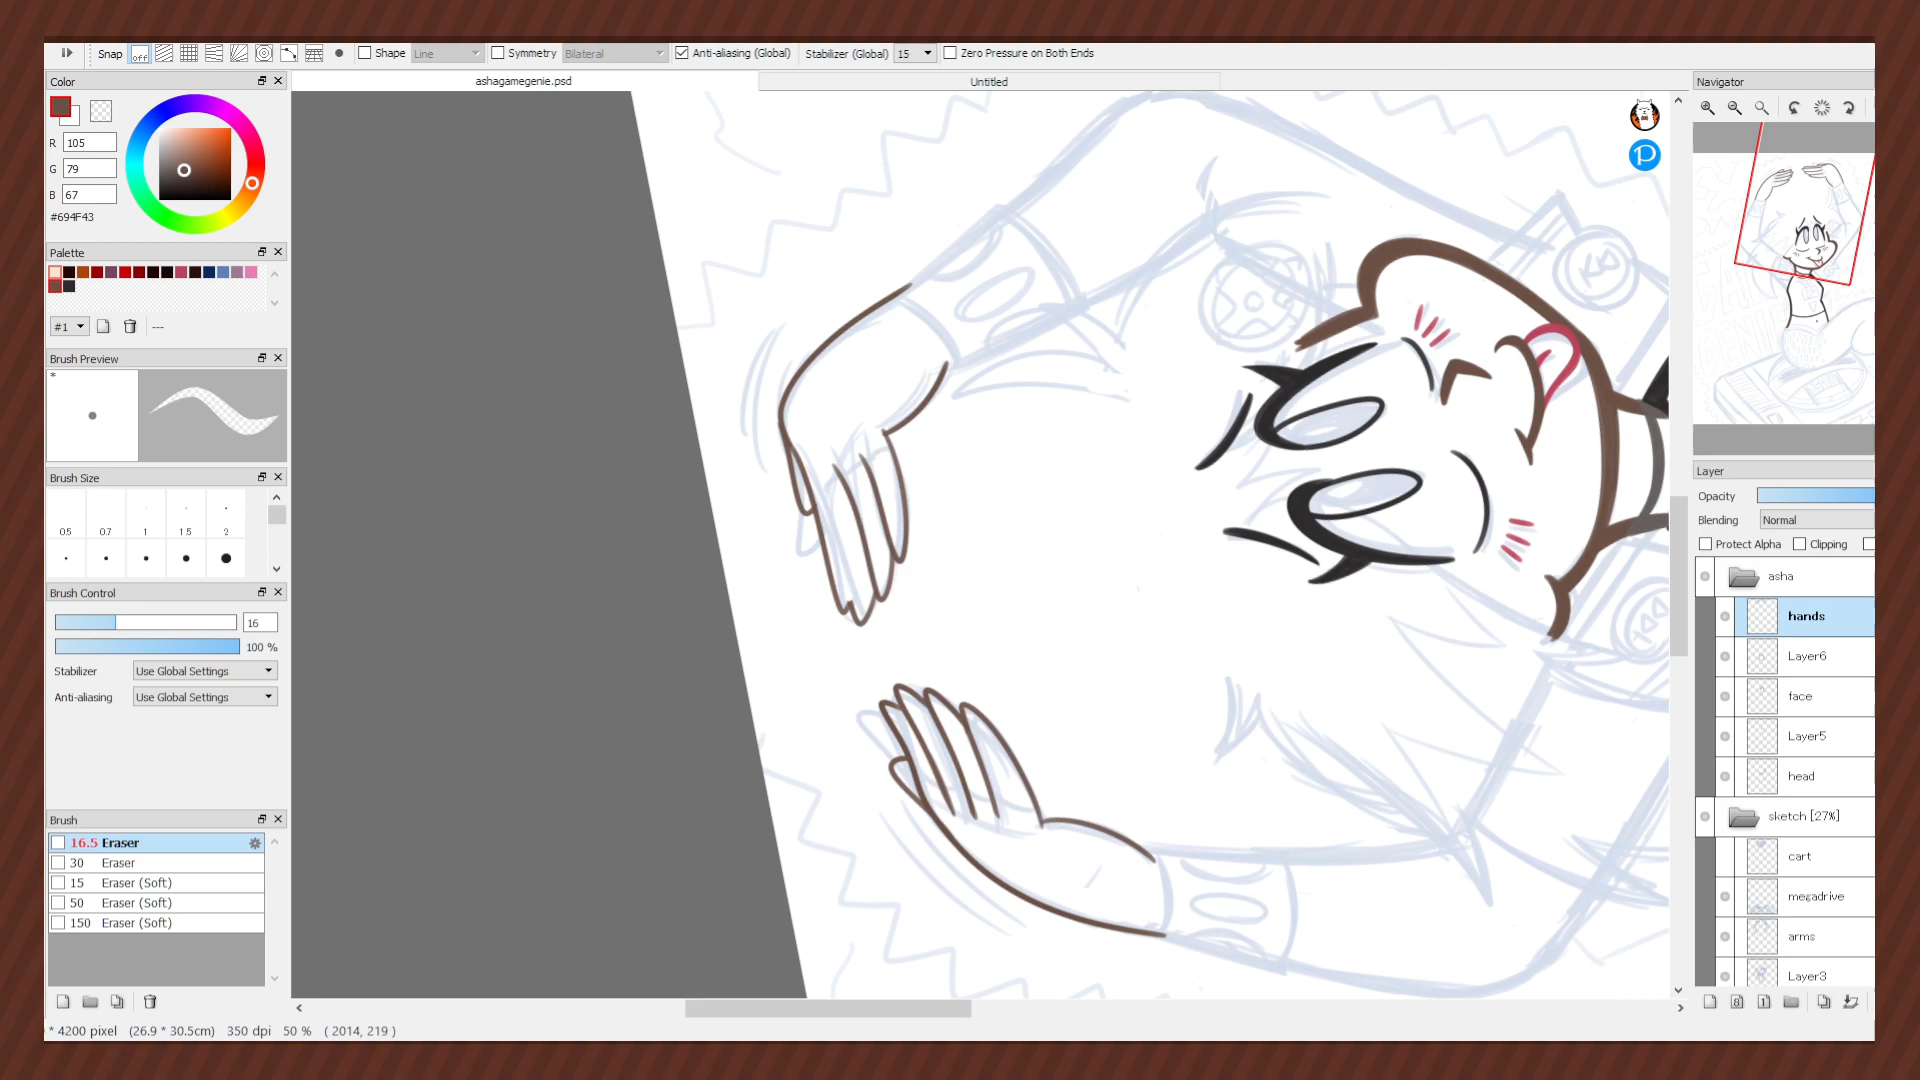 Snap off Shape Line Symmetry Bilateral Anti-aliasing (Global) Stabilizer (Global) 15 Zero Pressure on Both Ends
Color
ashagamegenie.psd
Untitled
Navigator
R 105
G 79
B 67
#694F43
Palette
#1 ---
Brush Preview
*
Brush Size
0.5 0.7 1 1.5 2
Brush Control
16
100 %
Stabilizer Use Global Settings
Anti-aliasing Use Global Settings
Brush
16.5 Eraser
30 Eraser
15 Eraser (Soft)
50 Eraser (Soft)
150 Eraser (Soft)
Layer
Opacity
Blending Normal
Protect Alpha Clipping
asha
hands
Layer6
face
Layer5
head
sketch [27%]
cart
megadrive
arms
Layer3
* 4200 pixel (26.9 * 30.5cm) 350 dpi 50 % ( 2014, 219 )